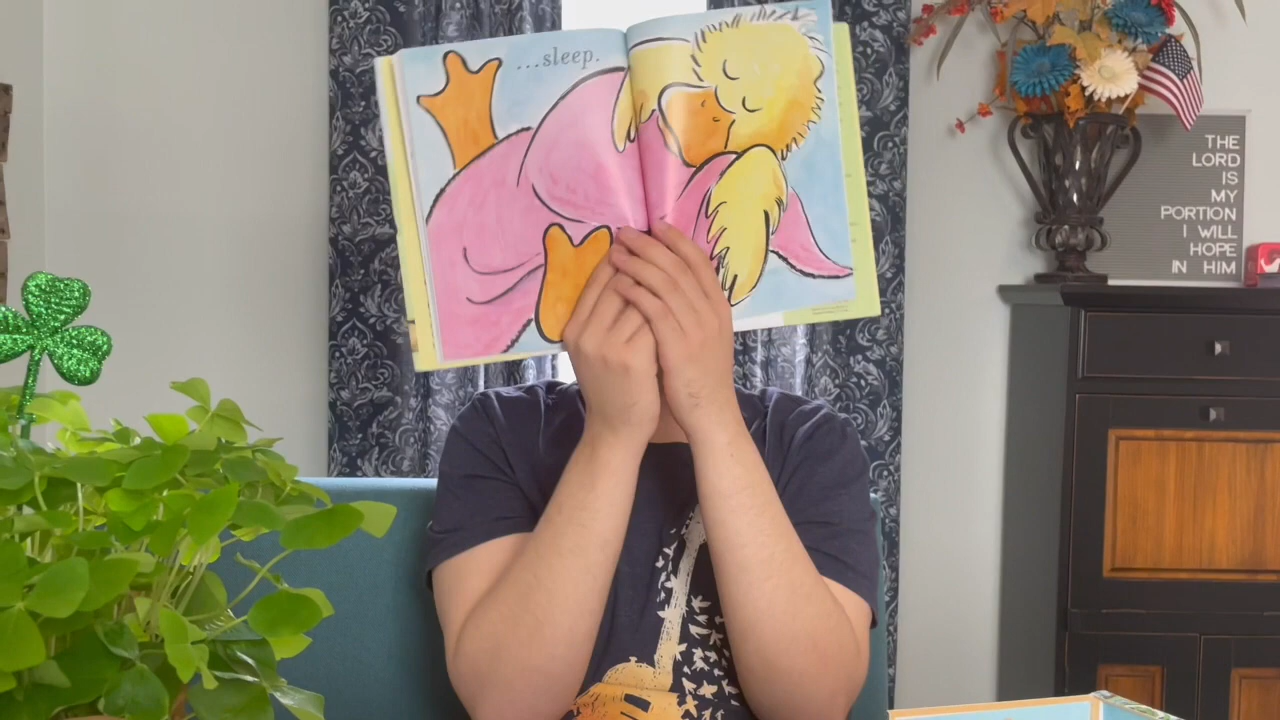 ...sleep.
THE
LORD
IS
MY
PORTION
I WILL
HOPE
IN HIM